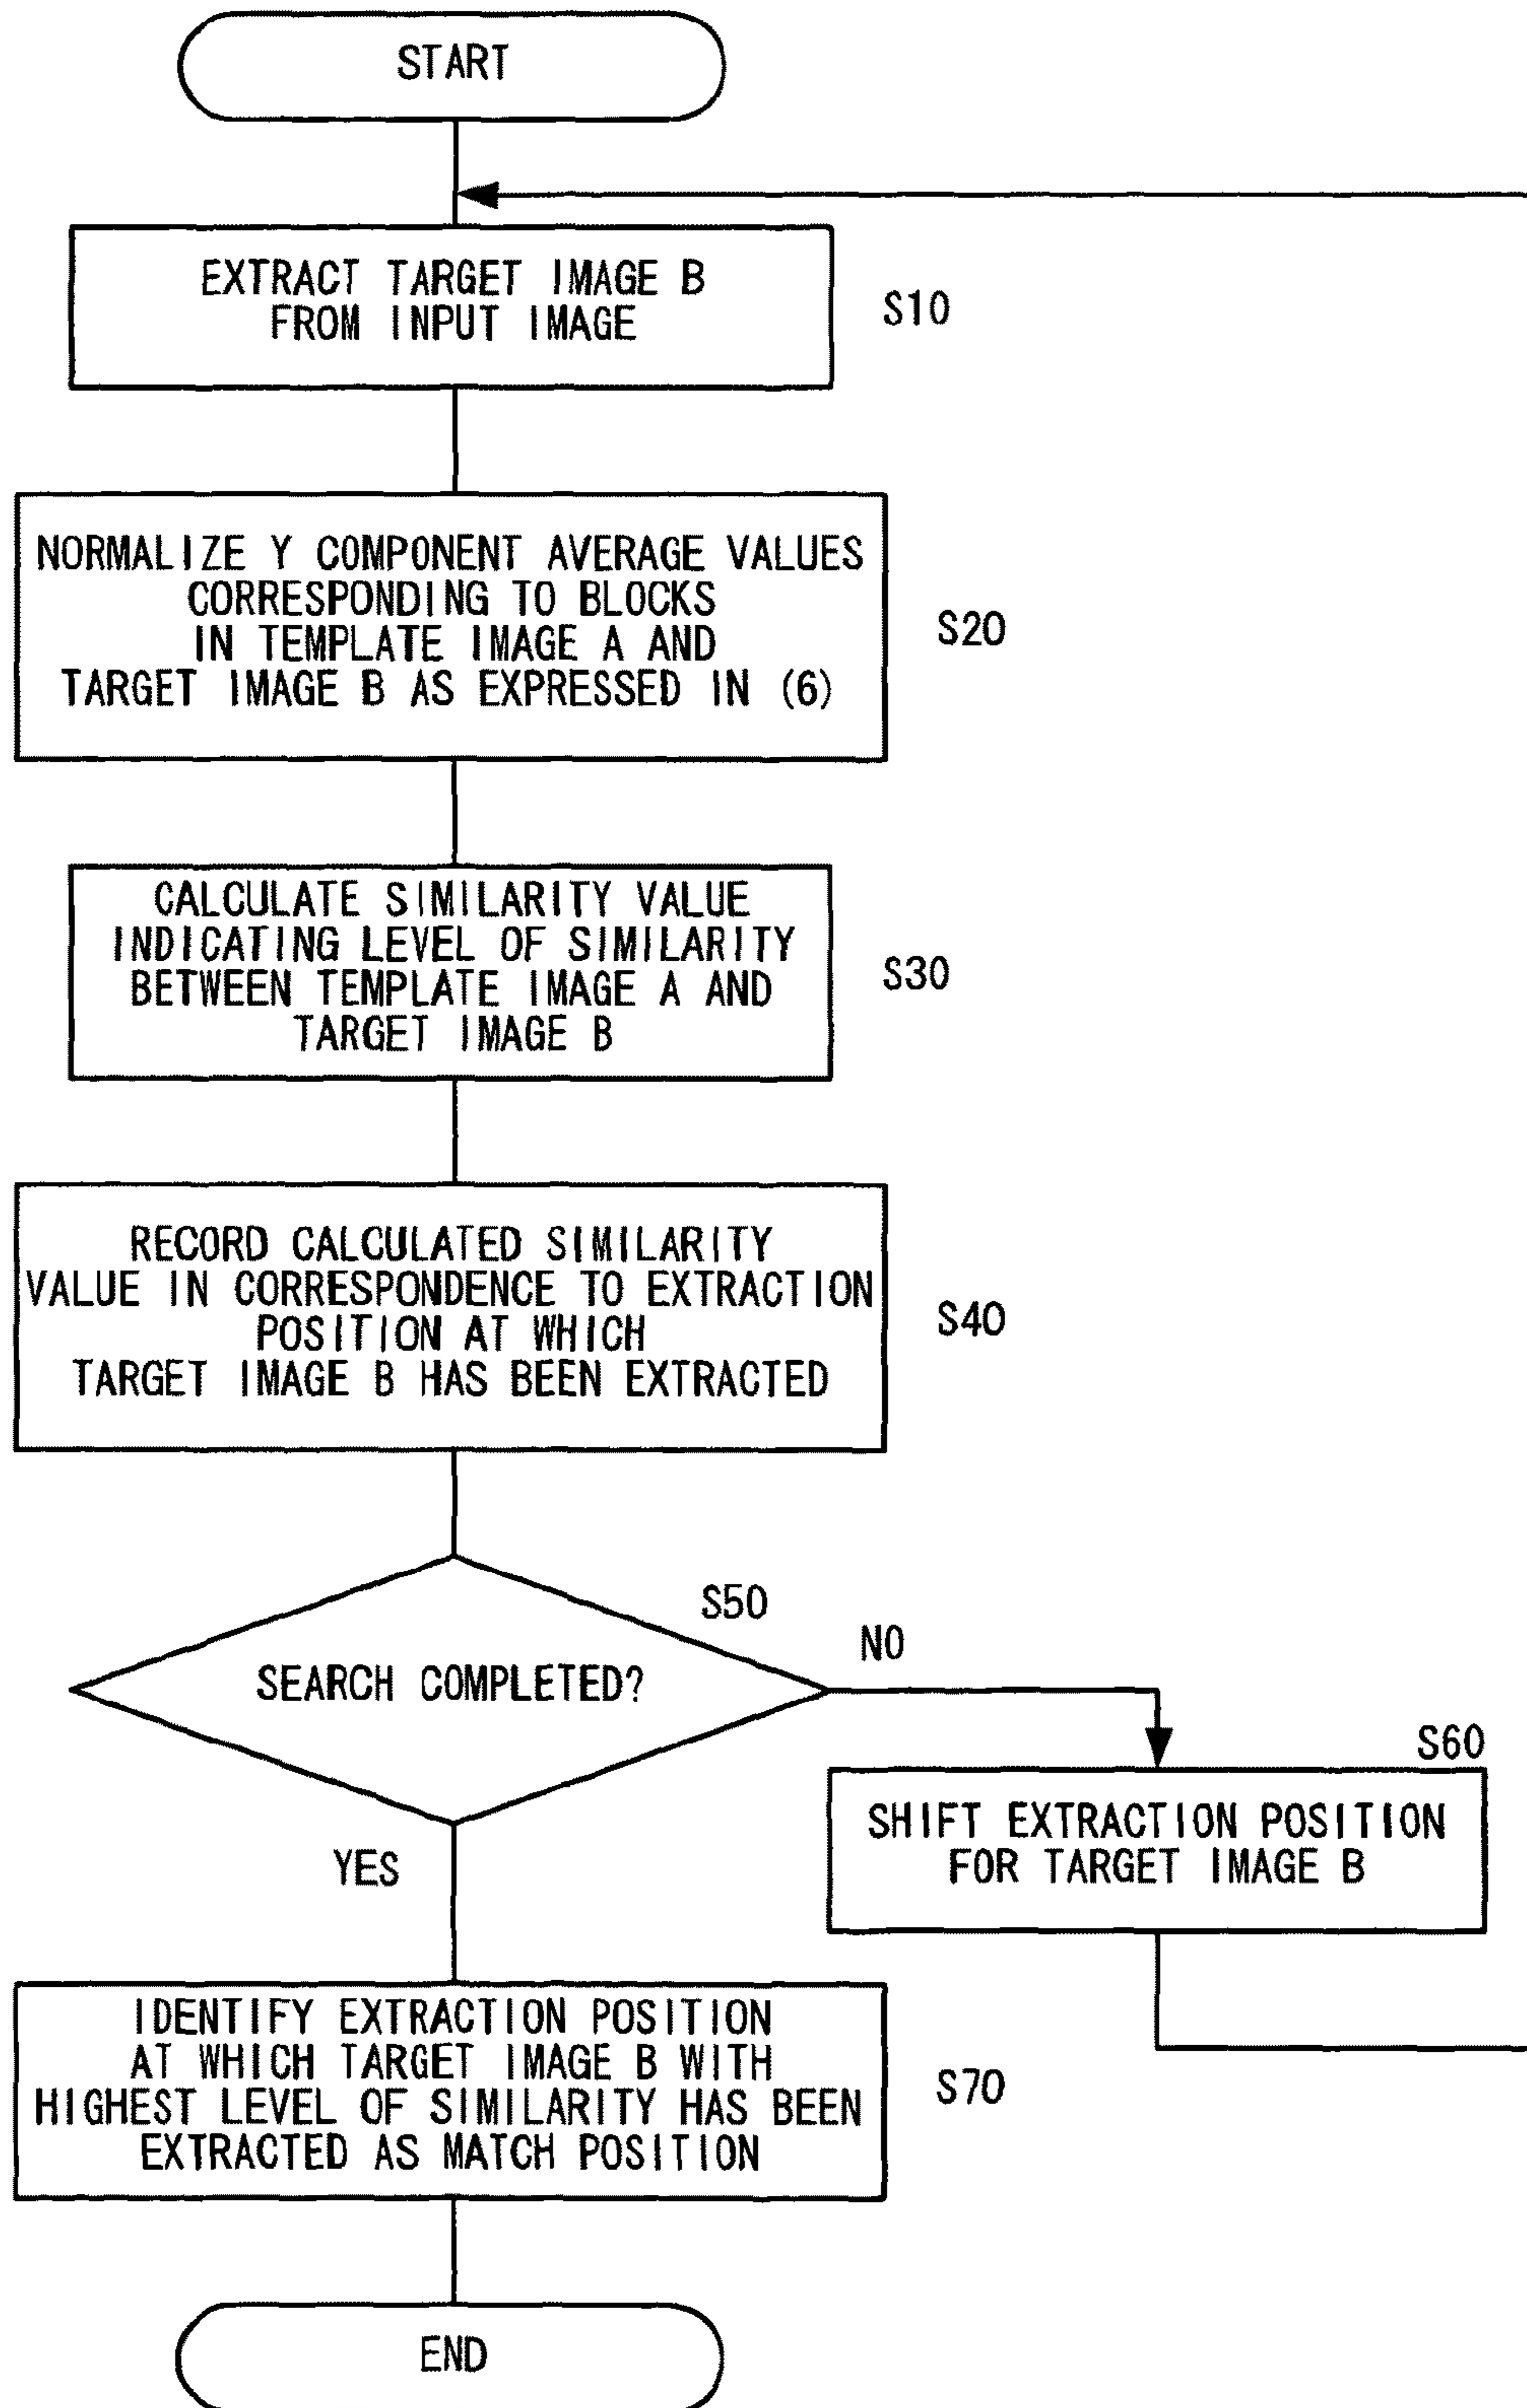 START
EXTRACT TARGET IMAGE B
FROM INPUT IMAGE
S10
NORMALIZE Y COMPONENT AVERAGE VALUES
CORRESPONDING TO BLOCKS
IN TEMPLATE IMAGE A AND
TARGET IMAGE B AS EXPRESSED IN (6)
S20
CALCULATE SIMILARITY VALUE
INDICATING LEVEL OF SIMILARITY
BETWEEN TEMPLATE IMAGE A AND
TARGET IMAGE B
S30
RECORD CALCULATED SIMILARITY
VALUE IN CORRESPONDENCE TO EXTRACTION
POSITION AT WHICH
TARGET IMAGE B HAS BEEN EXTRACTED
S40
S50
SEARCH COMPLETED?
NO
S60
SHIFT EXTRACTION POSITION
FOR TARGET IMAGE B
YES
IDENTIFY EXTRACTION POSITION
AT WHICH TARGET IMAGE B WITH
HIGHEST LEVEL OF SIMILARITY HAS BEEN
EXTRACTED AS MATCH POSITION
S70
END